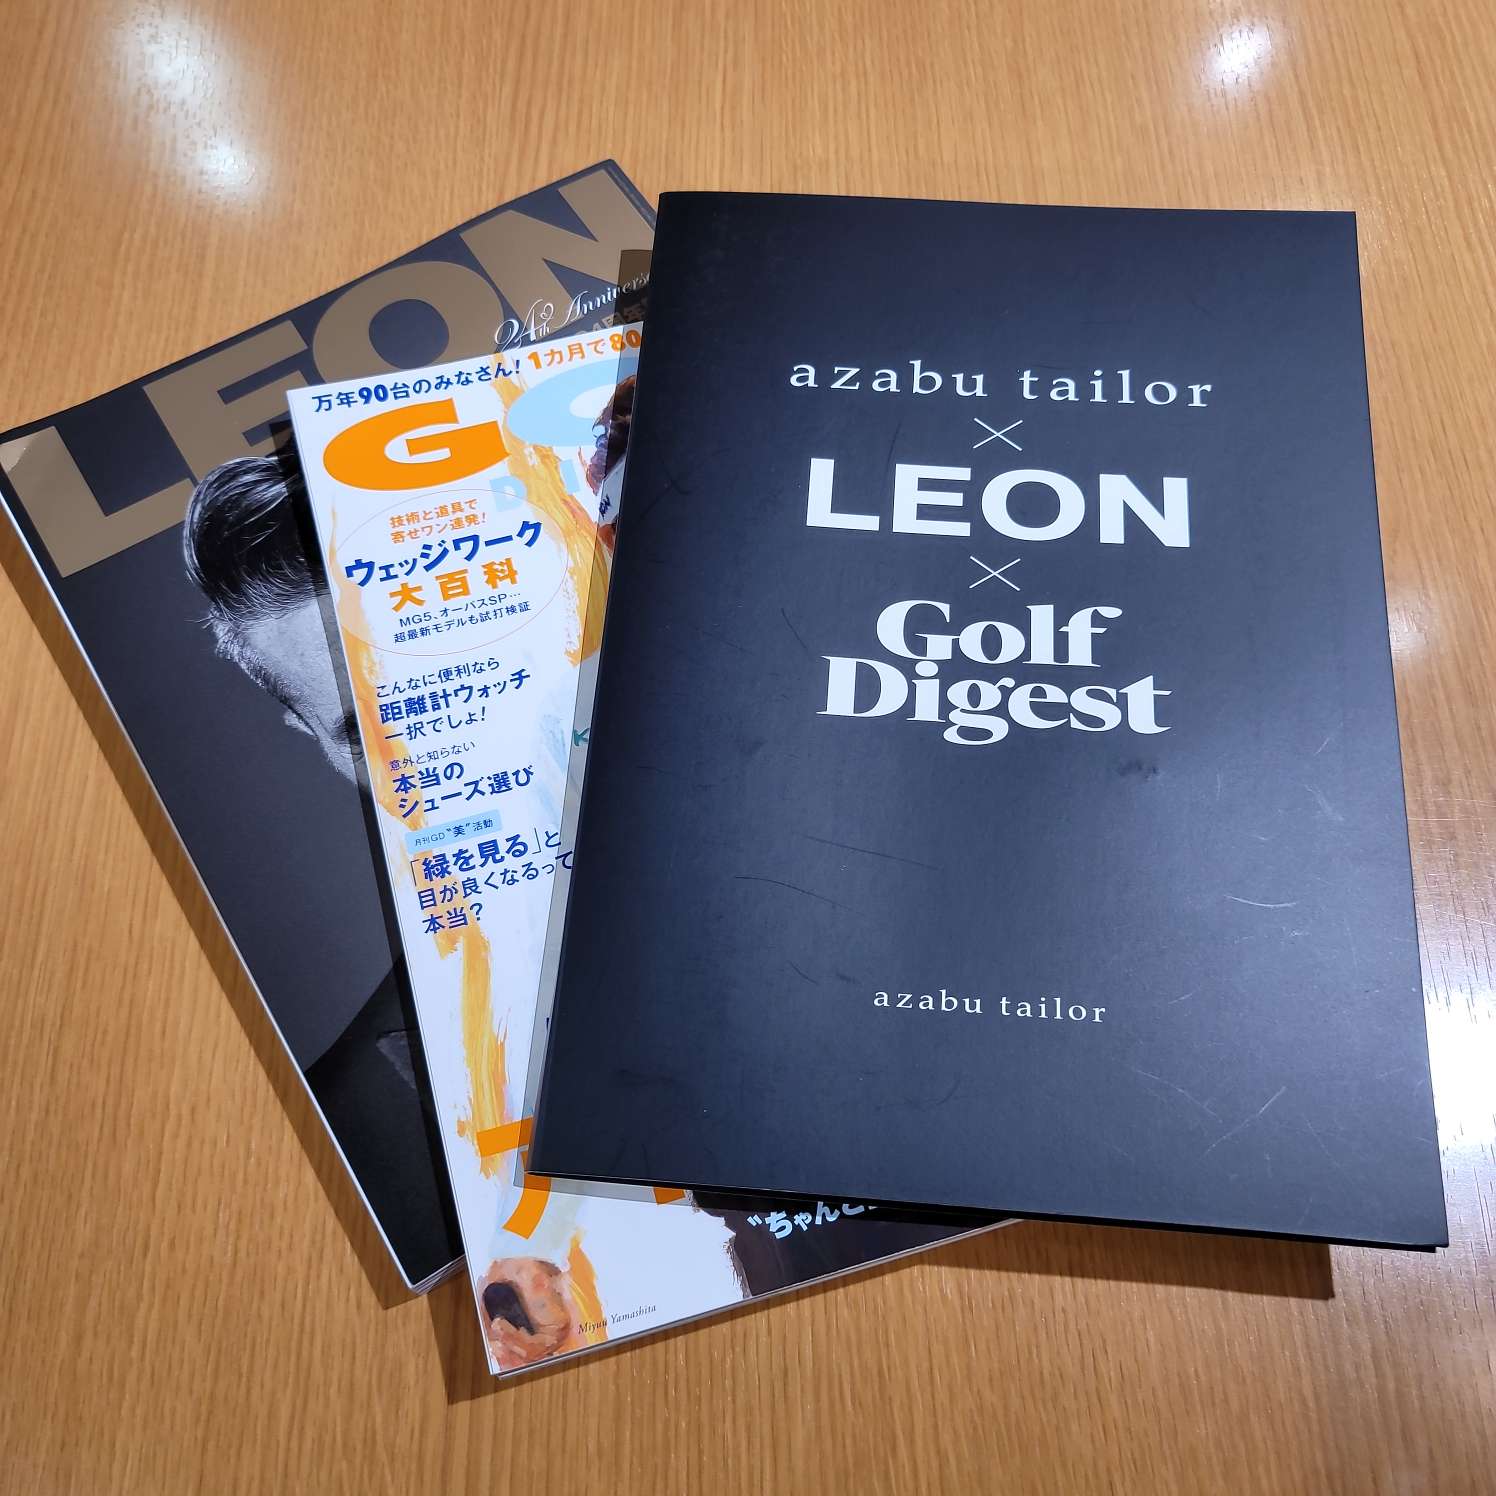 LEON
24th Anniversa
万年90台のみなさん！1カ月で80
G
技術と道具で
寄せワン連発！
ウェッジワーク
大百科
MG5、オーパスSP…
超最新モデルも試打検証
こんなに便利なら
距離計ウォッチ
一択でしょ！
意外と知らない
本当の
シューズ選び
月刊GD“美”活動
「緑を見る」と
目が良くなるって
本当？
“ちゃんと
Miyuu Yamashita
azabu tailor
×
LEON
×
Golf
Digest
azabu tailor